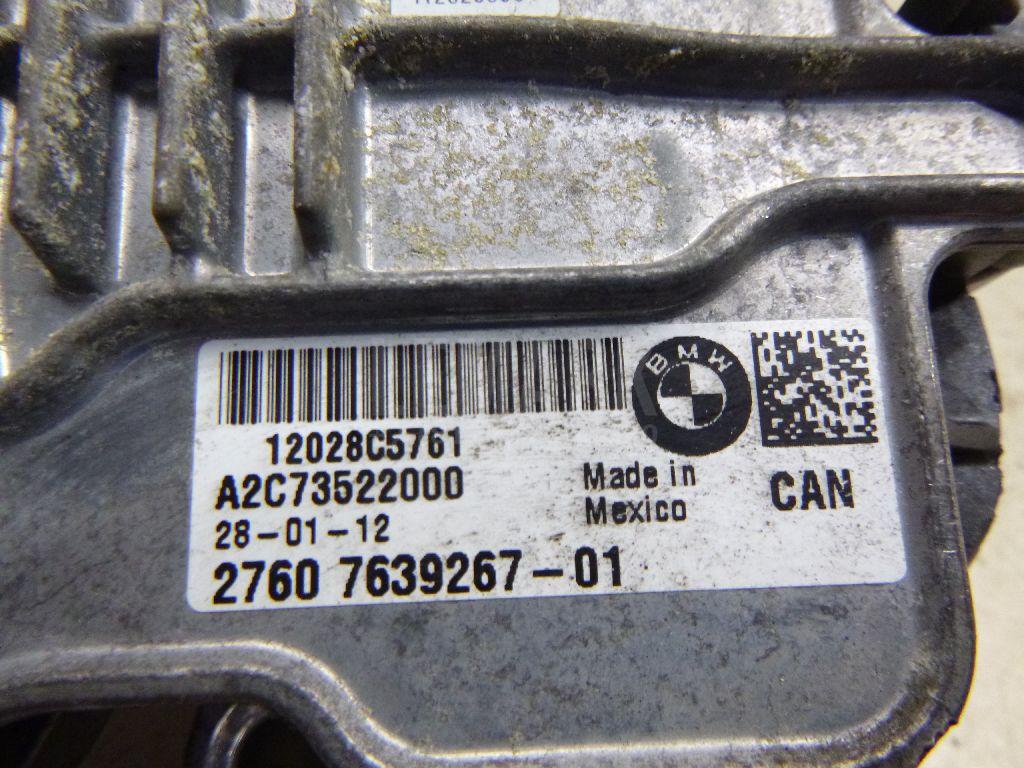 BMW
12028C5761
A2C73522000
28-01-12
2760 7639267-01
Made in
Mexico
CAN